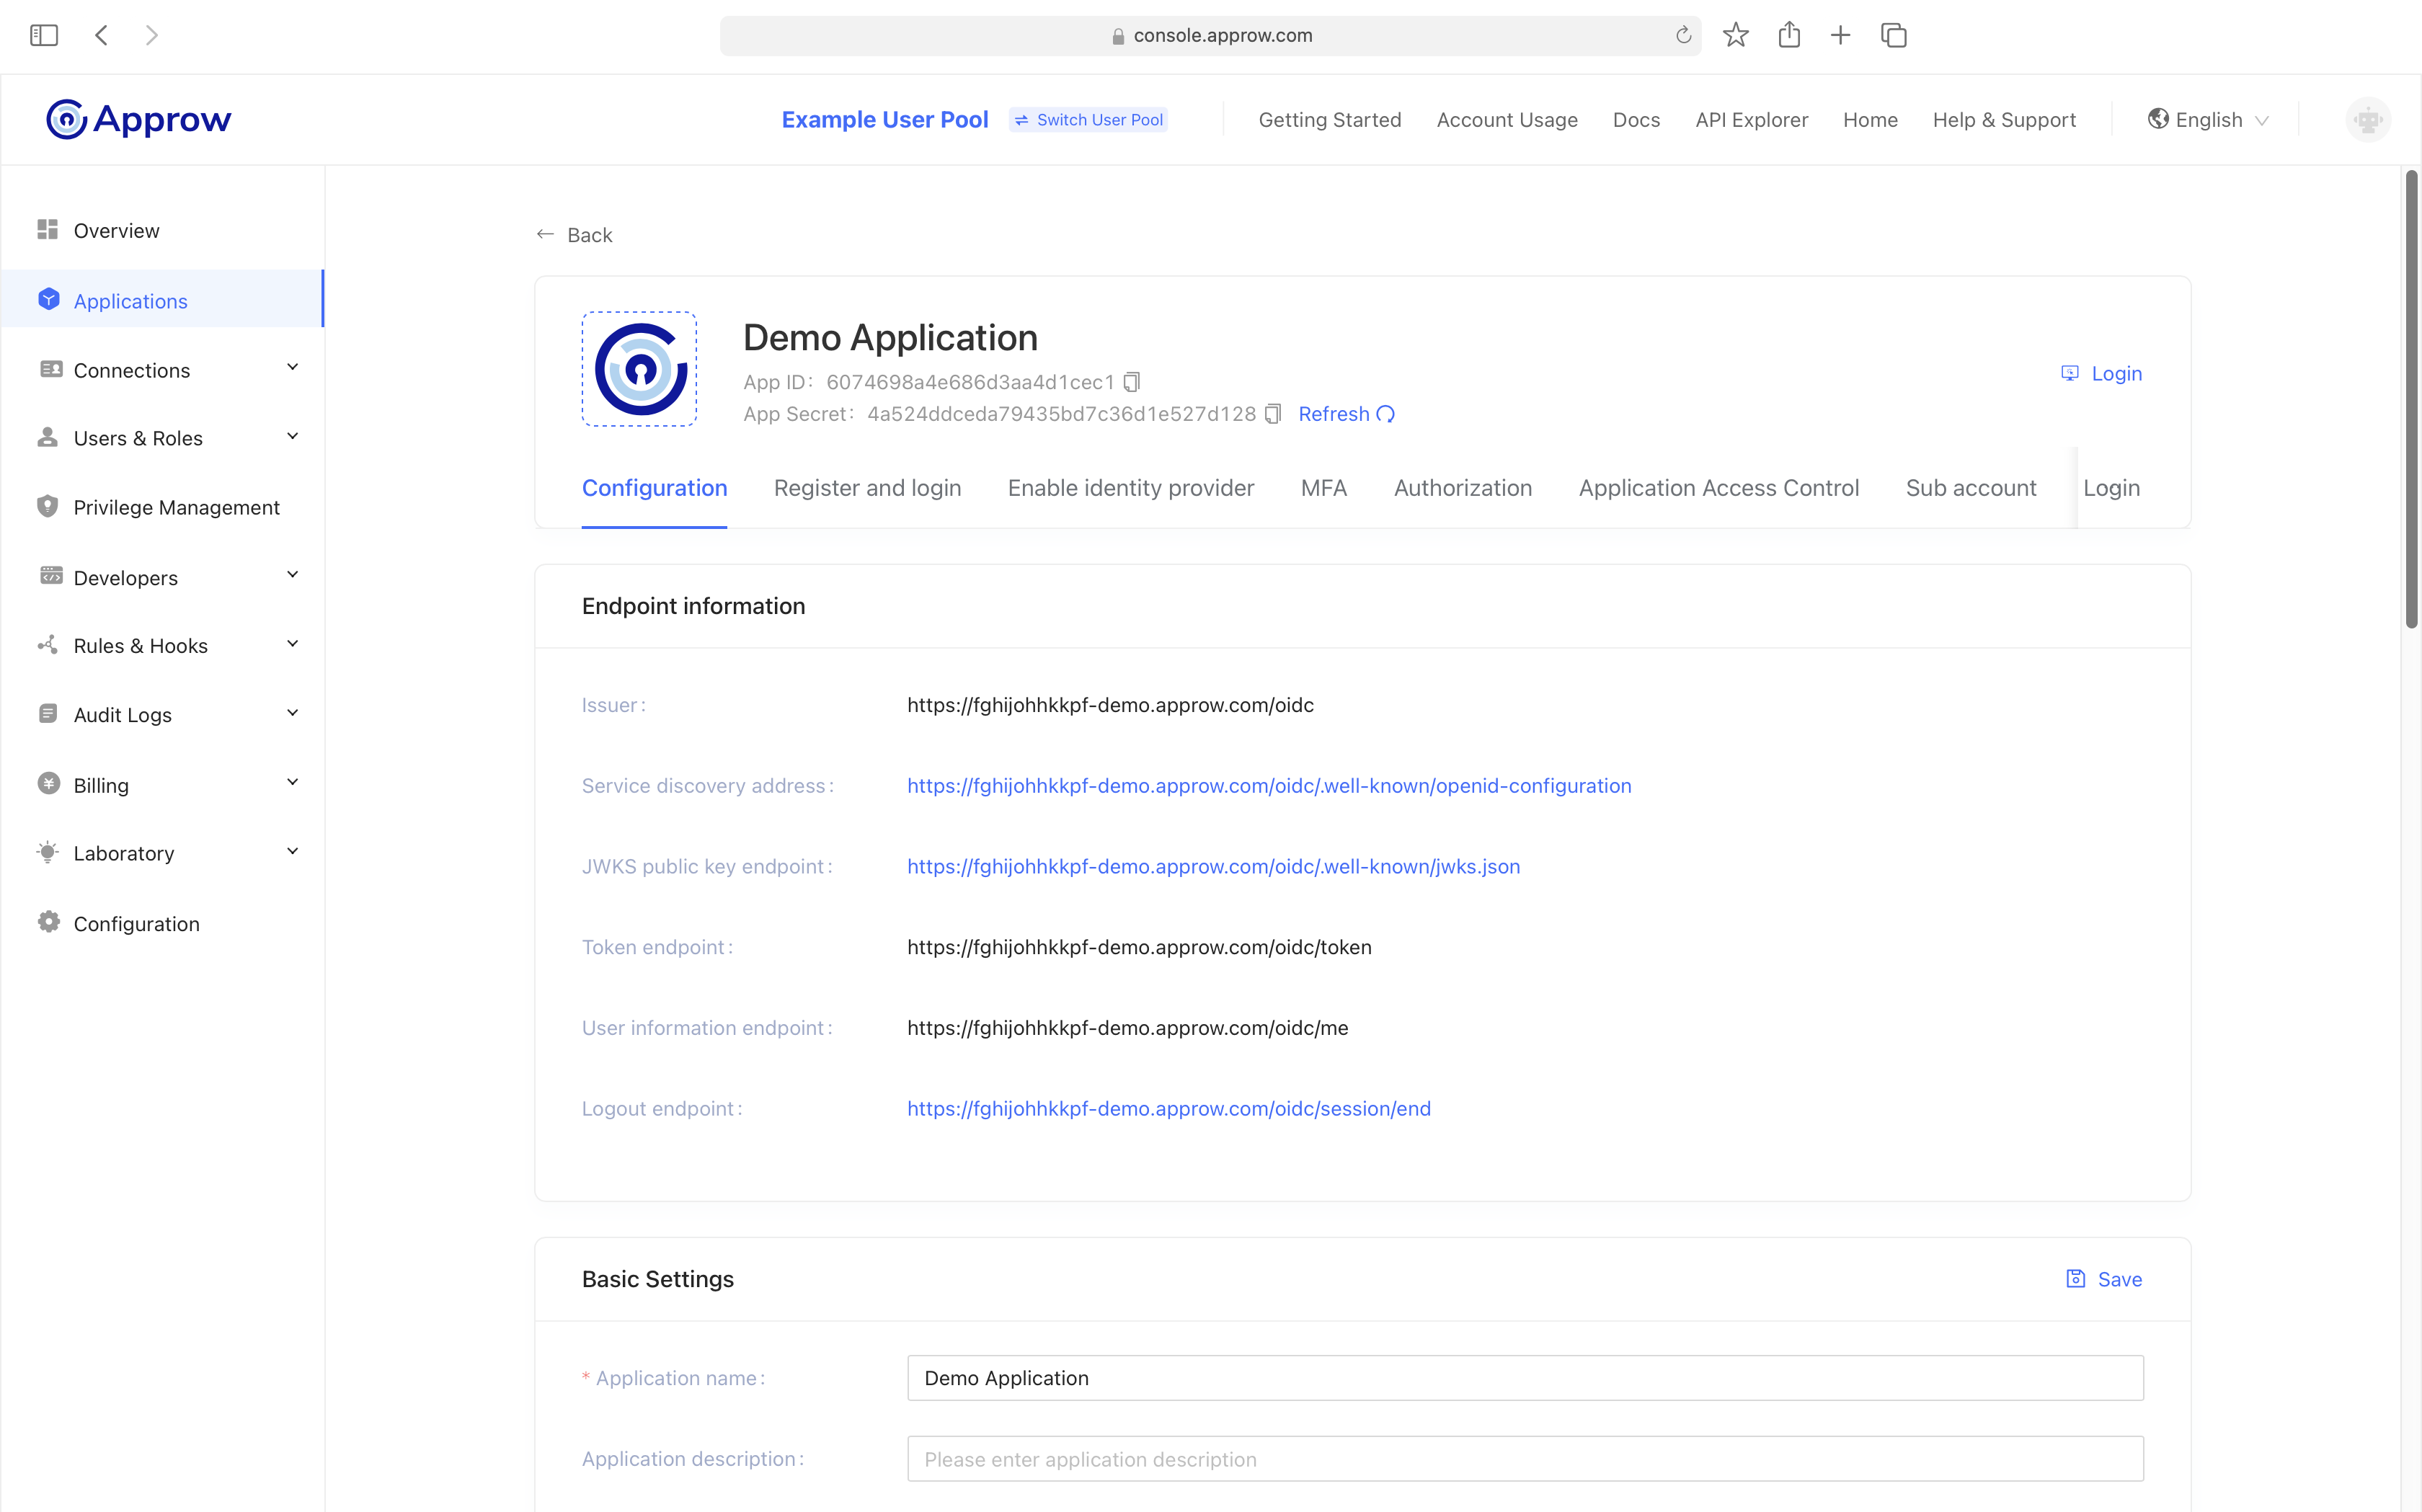 console.approw.com
Approw
Example User Pool
Switch User Pool
Getting Started
Account Usage
Docs
API Explorer
Home
Help & Support
English
Overview
Applications
Connections
Users & Roles
Privilege Management
Developers
Rules & Hooks
Audit Logs
Billing
Laboratory
Configuration
Back
Demo Application
App ID: 6074698a4e686d3aa4d1cec1
App Secret: 4a524ddceda79435bd7c36d1e527d128 Refresh
Login
Configuration
Register and login
Enable identity provider
MFA
Authorization
Application Access Control
Sub account
Login
Endpoint information
Issuer: https://fghijohhkkpf-demo.approw.com/oidc
Service discovery address: https://fghijohhkkpf-demo.approw.com/oidc/.well-known/openid-configuration
JWKS public key endpoint: https://fghijohhkkpf-demo.approw.com/oidc/.well-known/jwks.json
Token endpoint: https://fghijohhkkpf-demo.approw.com/oidc/token
User information endpoint: https://fghijohhkkpf-demo.approw.com/oidc/me
Logout endpoint: https://fghijohhkkpf-demo.approw.com/oidc/session/end
Basic Settings
Save
* Application name: Demo Application
Application description: Please enter application description